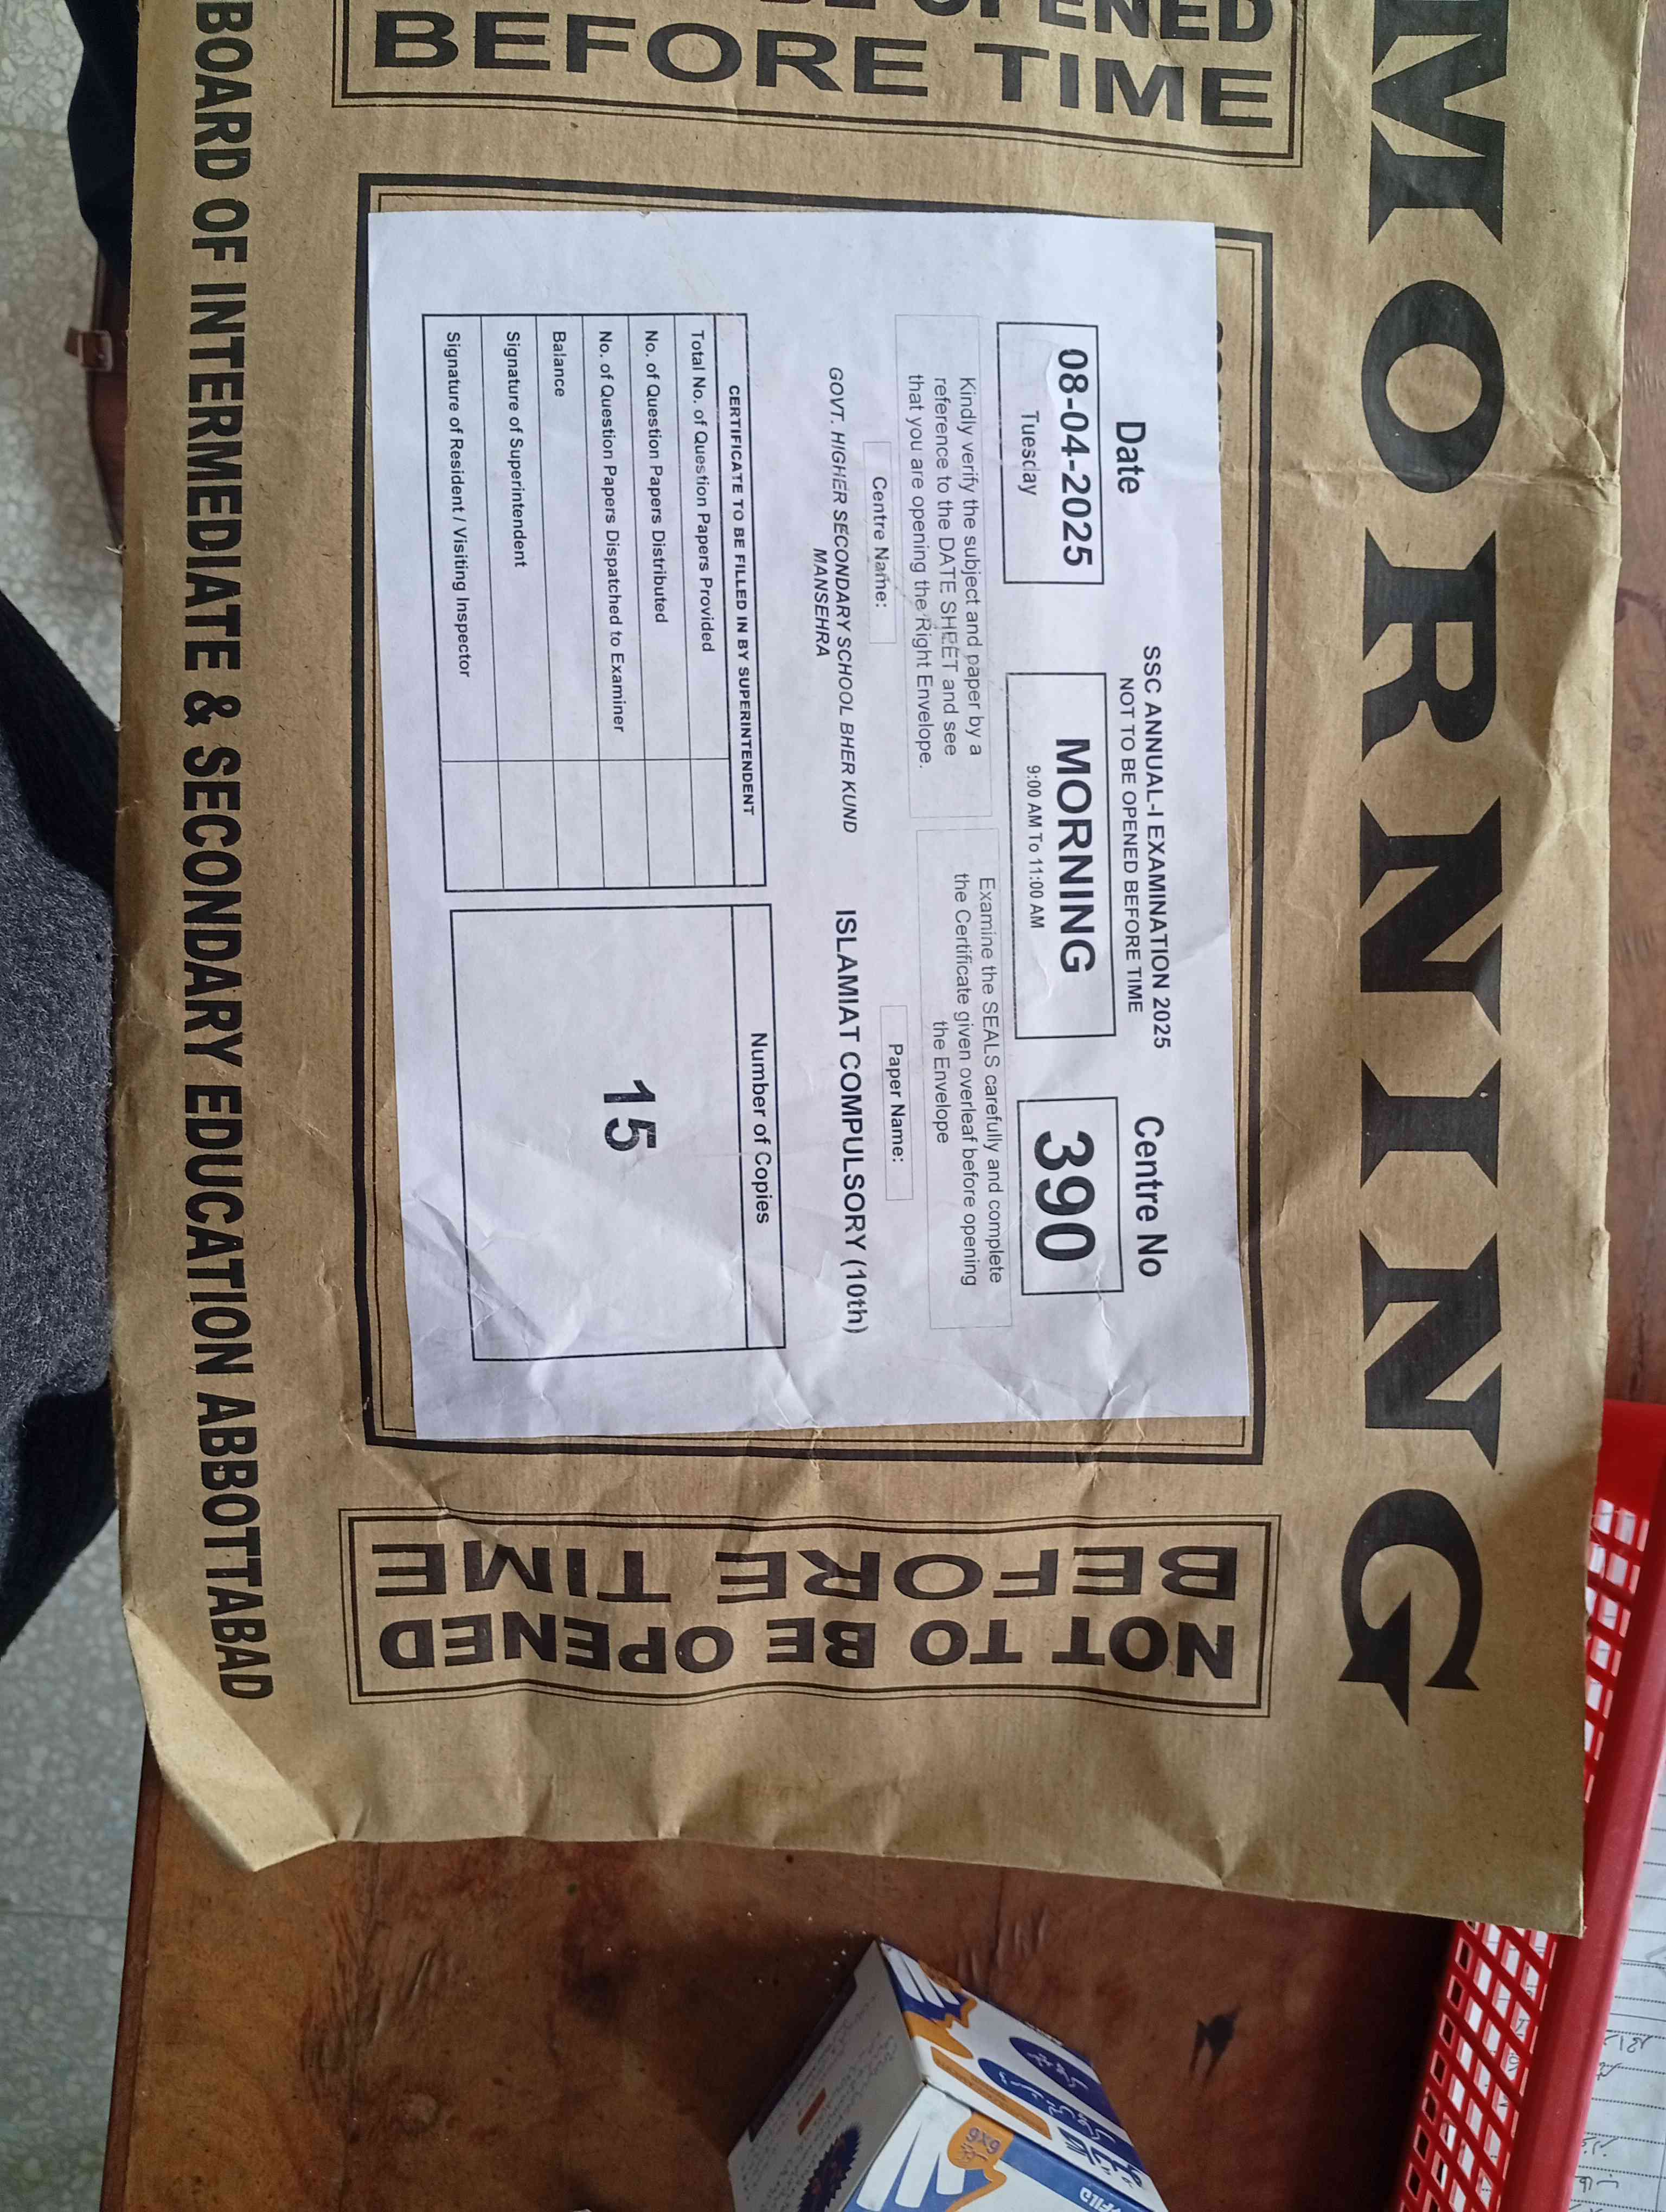 MORNING
OPENED
BEFORE TIME
SSC ANNUAL-I EXAMINATION 2025
NOT TO BE OPENED BEFORE TIME
Date
Centre No
08-04-2025
Tuesday
MORNING
9:00 AM To 11:00 AM
390
Kindly verify the subject and paper by a
reference to the DATE SHEET and see
that you are opening the Right Envelope.
Examine the SEALS carefully and complete
the Certificate given overleaf before opening
the Envelope
Centre Name:
Paper Name:
GOVT. HIGHER SECONDARY SCHOOL BHER KUND
MANSEHRA
ISLAMIAT COMPULSORY (10th)
CERTIFICATE TO BE FILLED IN BY SUPERINTENDENT
Total No. of Question Papers Provided
No. of Question Papers Distributed
No. of Question Papers Dispatched to Examiner
Balance
Signature of Superintendent
Signature of Resident / Visiting Inspector
Number of Copies
15
NOT TO BE OPENED
BEFORE TIME
BOARD OF INTERMEDIATE & SECONDARY EDUCATION ABBOTTABAD